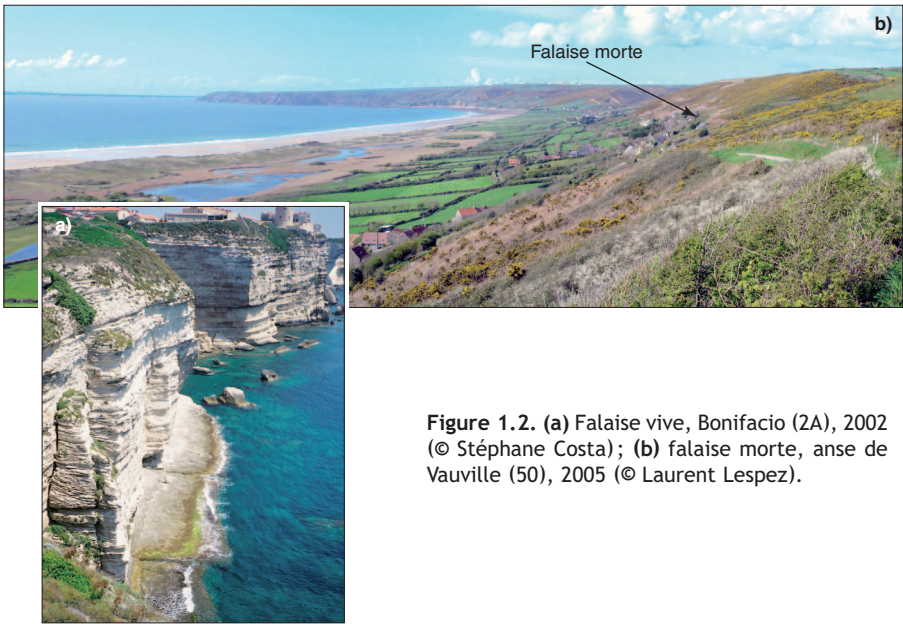 b)
Falaise morte
a)
Figure 1.2. (a) Falaise vive, Bonifacio (2A), 2002
(© Stéphane Costa) ; (b) falaise morte, anse de
Vauville (50), 2005 (© Laurent Lespez).